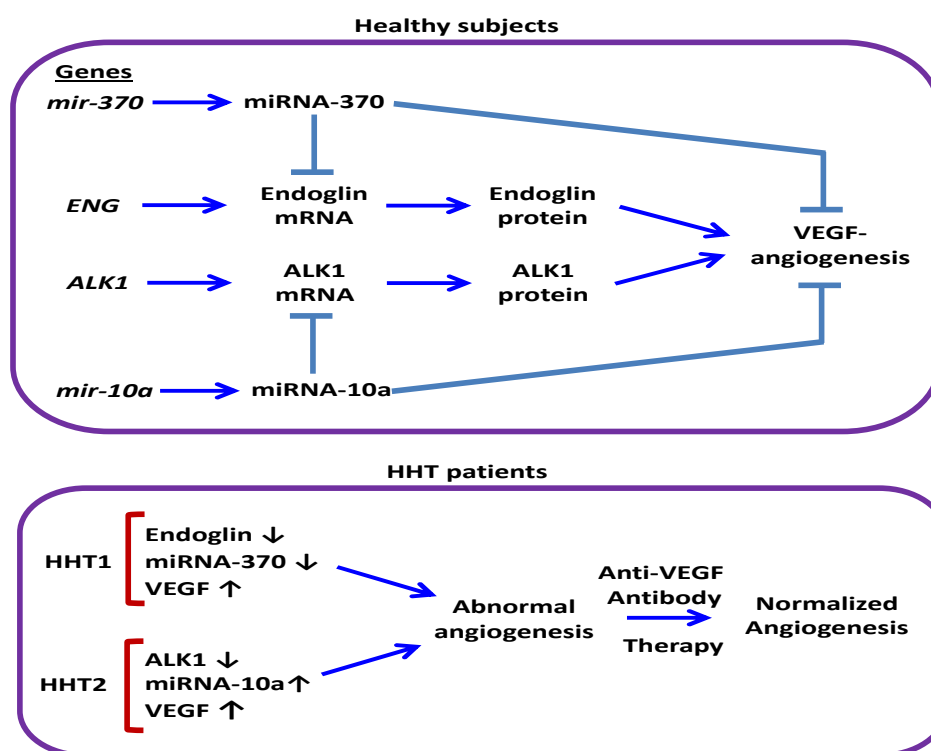 Healthy subjects
Genes
mir-370
miRNA-370
ENG
Endoglin
mRNA
Endoglin
protein
VEGF-
angiogenesis
ALK1
ALK1
mRNA
ALK1
protein
mir-10a
miRNA-10a
HHT patients
HHT1
Endoglin ↓
miRNA-370 ↓
VEGF ↑
HHT2
ALK1 ↓
miRNA-10a↑
VEGF ↑
Abnormal
angiogenesis
Anti-VEGF
Antibody
Therapy
Normalized
Angiogenesis